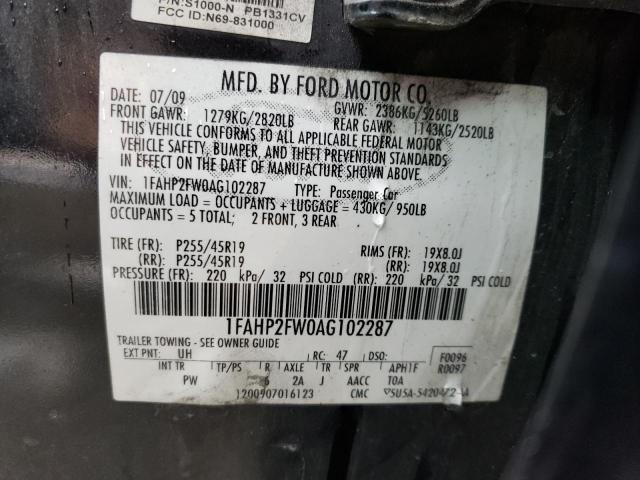 P/N: S1000-N PB1331CV
FCC ID:N69-831000
MFD. BY FORD MOTOR CO.
DATE: 07/09 GVWR: 2386KG/5260LB
FRONT GAWR: 1279KG/2820LB REAR GAWR: 1143KG/2520LB
THIS VEHICLE CONFORMS TO ALL APPLICABLE FEDERAL MOTOR
VEHICLE SAFETY, BUMPER, AND THEFT PREVENTION STANDARDS
IN EFFECT ON THE DATE OF MANUFACTURE SHOWN ABOVE.
VIN: 1FAHP2FW0AG102287 TYPE: Passenger Car
MAXIMUM LOAD = OCCUPANTS + LUGGAGE = 430KG/950LB
OCCUPANTS = 5 TOTAL; 2 FRONT, 3 REAR
TIRE (FR): P255/45R19 RIMS (FR): 19X8.0J
(RR): P255/45R19 (RR): 19X8.0J
PRESSURE (FR): 220 kPa/ 32 PSI COLD (RR): 220 kPa/ 32 PSI COLD
1FAHP2FW0AG102287
TRAILER TOWING - SEE OWNER GUIDE
EXT PNT: UH RC: 47 DSO: F0096
INT TR TP/PS R AXLE TR SPR APHIF R0097
PW 6 2A J AACC TOA
1200907016123 CMC